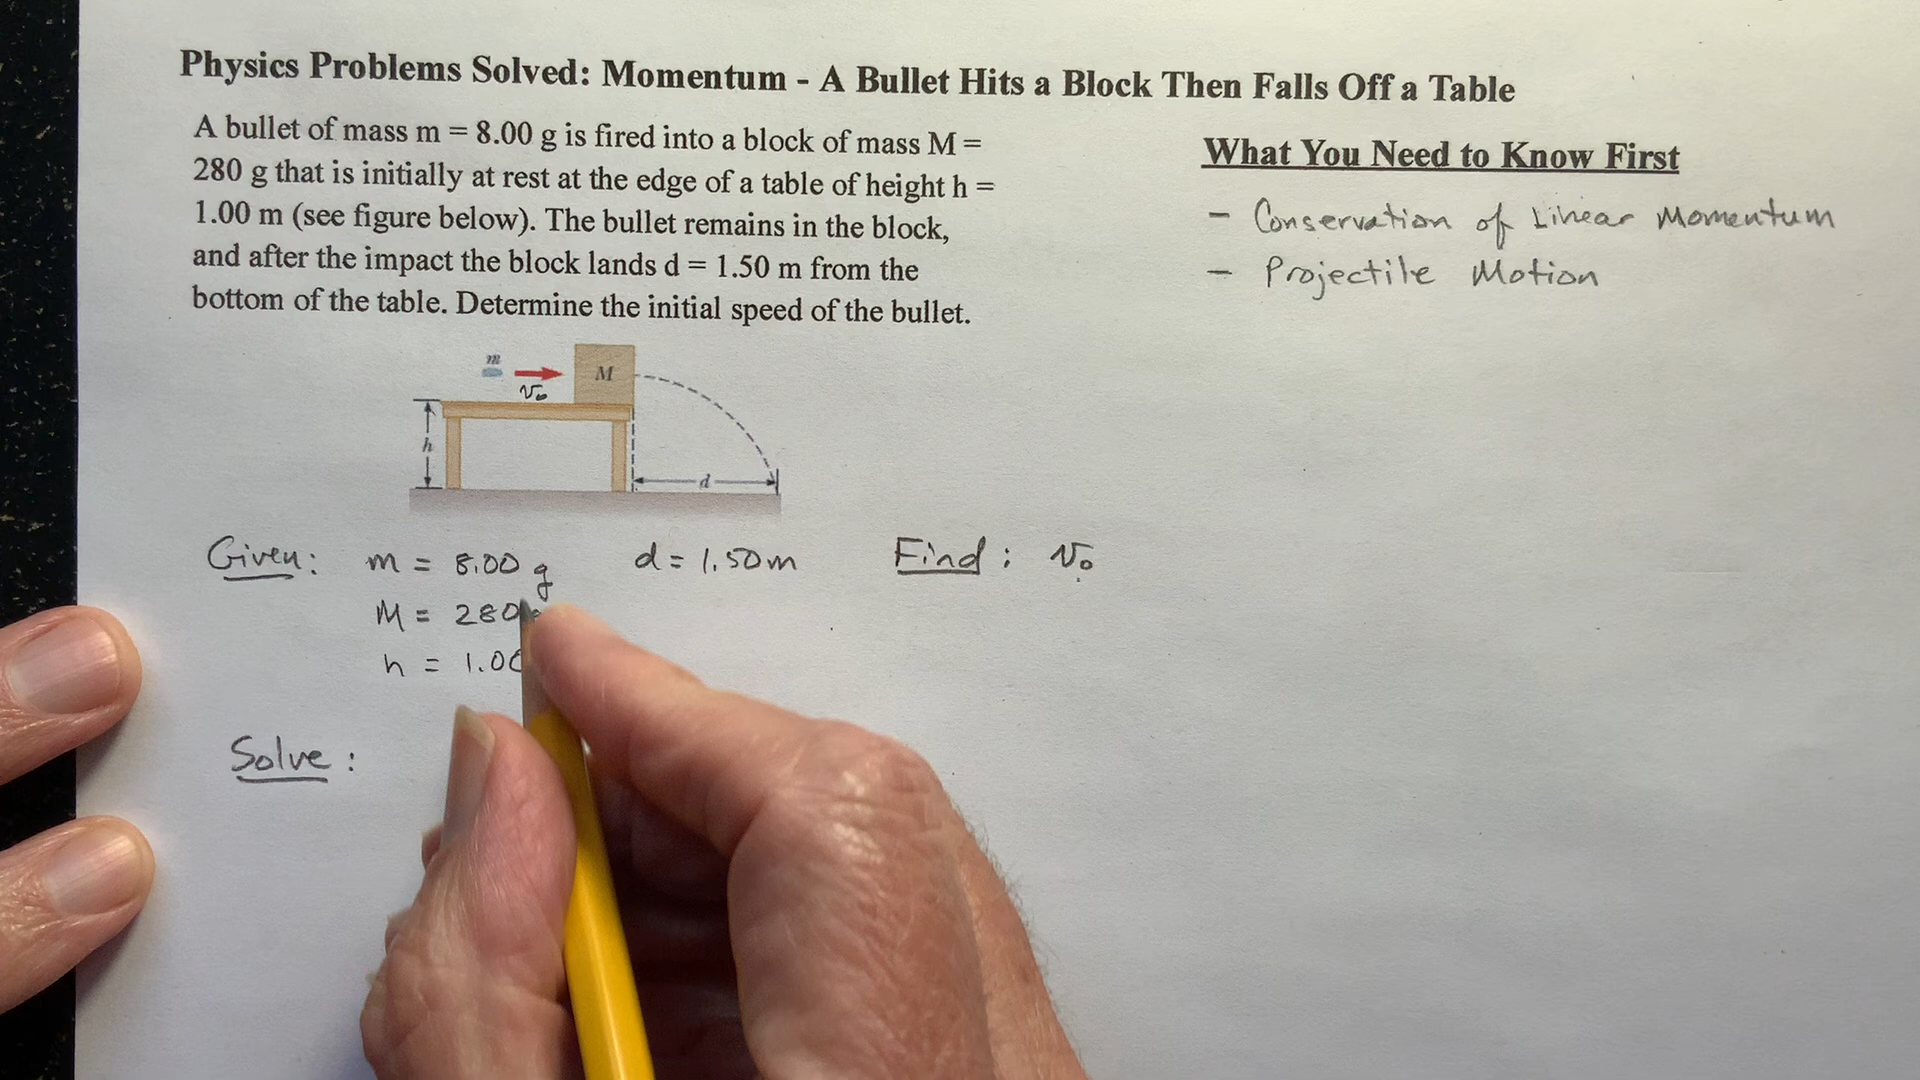 Physics Problems Solved: Momentum - A Bullet Hits a Block Then Falls Off a Table
A bullet of mass m = 8.00 g is fired into a block of mass M =
280 g that is initially at rest at the edge of a table of height h =
1.00 m (see figure below). The bullet remains in the block,
and after the impact the block lands d = 1.50 m from the
bottom of the table. Determine the initial speed of the bullet.
What You Need to Know First
- Conservation of Linear Momentum
- Projectile Motion
m
M
v₀
h
d
Given: m = 8.00 g d = 1.50 m Find: v₀
M = 280
h = 1.00
Solve: